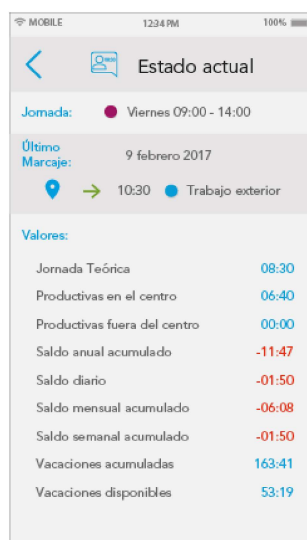 MOBILE 12:34 PM 100%
Estado actual
Jornada: Viernes 09:00 - 14:00
Último
Marcaje: 9 febrero 2017
10:30 Trabajo exterior
Valores:
Jornada Teórica 08:30
Productivas en el centro 06:40
Productivas fuera del centro 00:00
Saldo anual acumulado -11:47
Saldo diario -01:50
Saldo mensual acumulado -06:08
Saldo semanal acumulado -01:50
Vacaciones acumuladas 163:41
Vacaciones disponibles 53:19